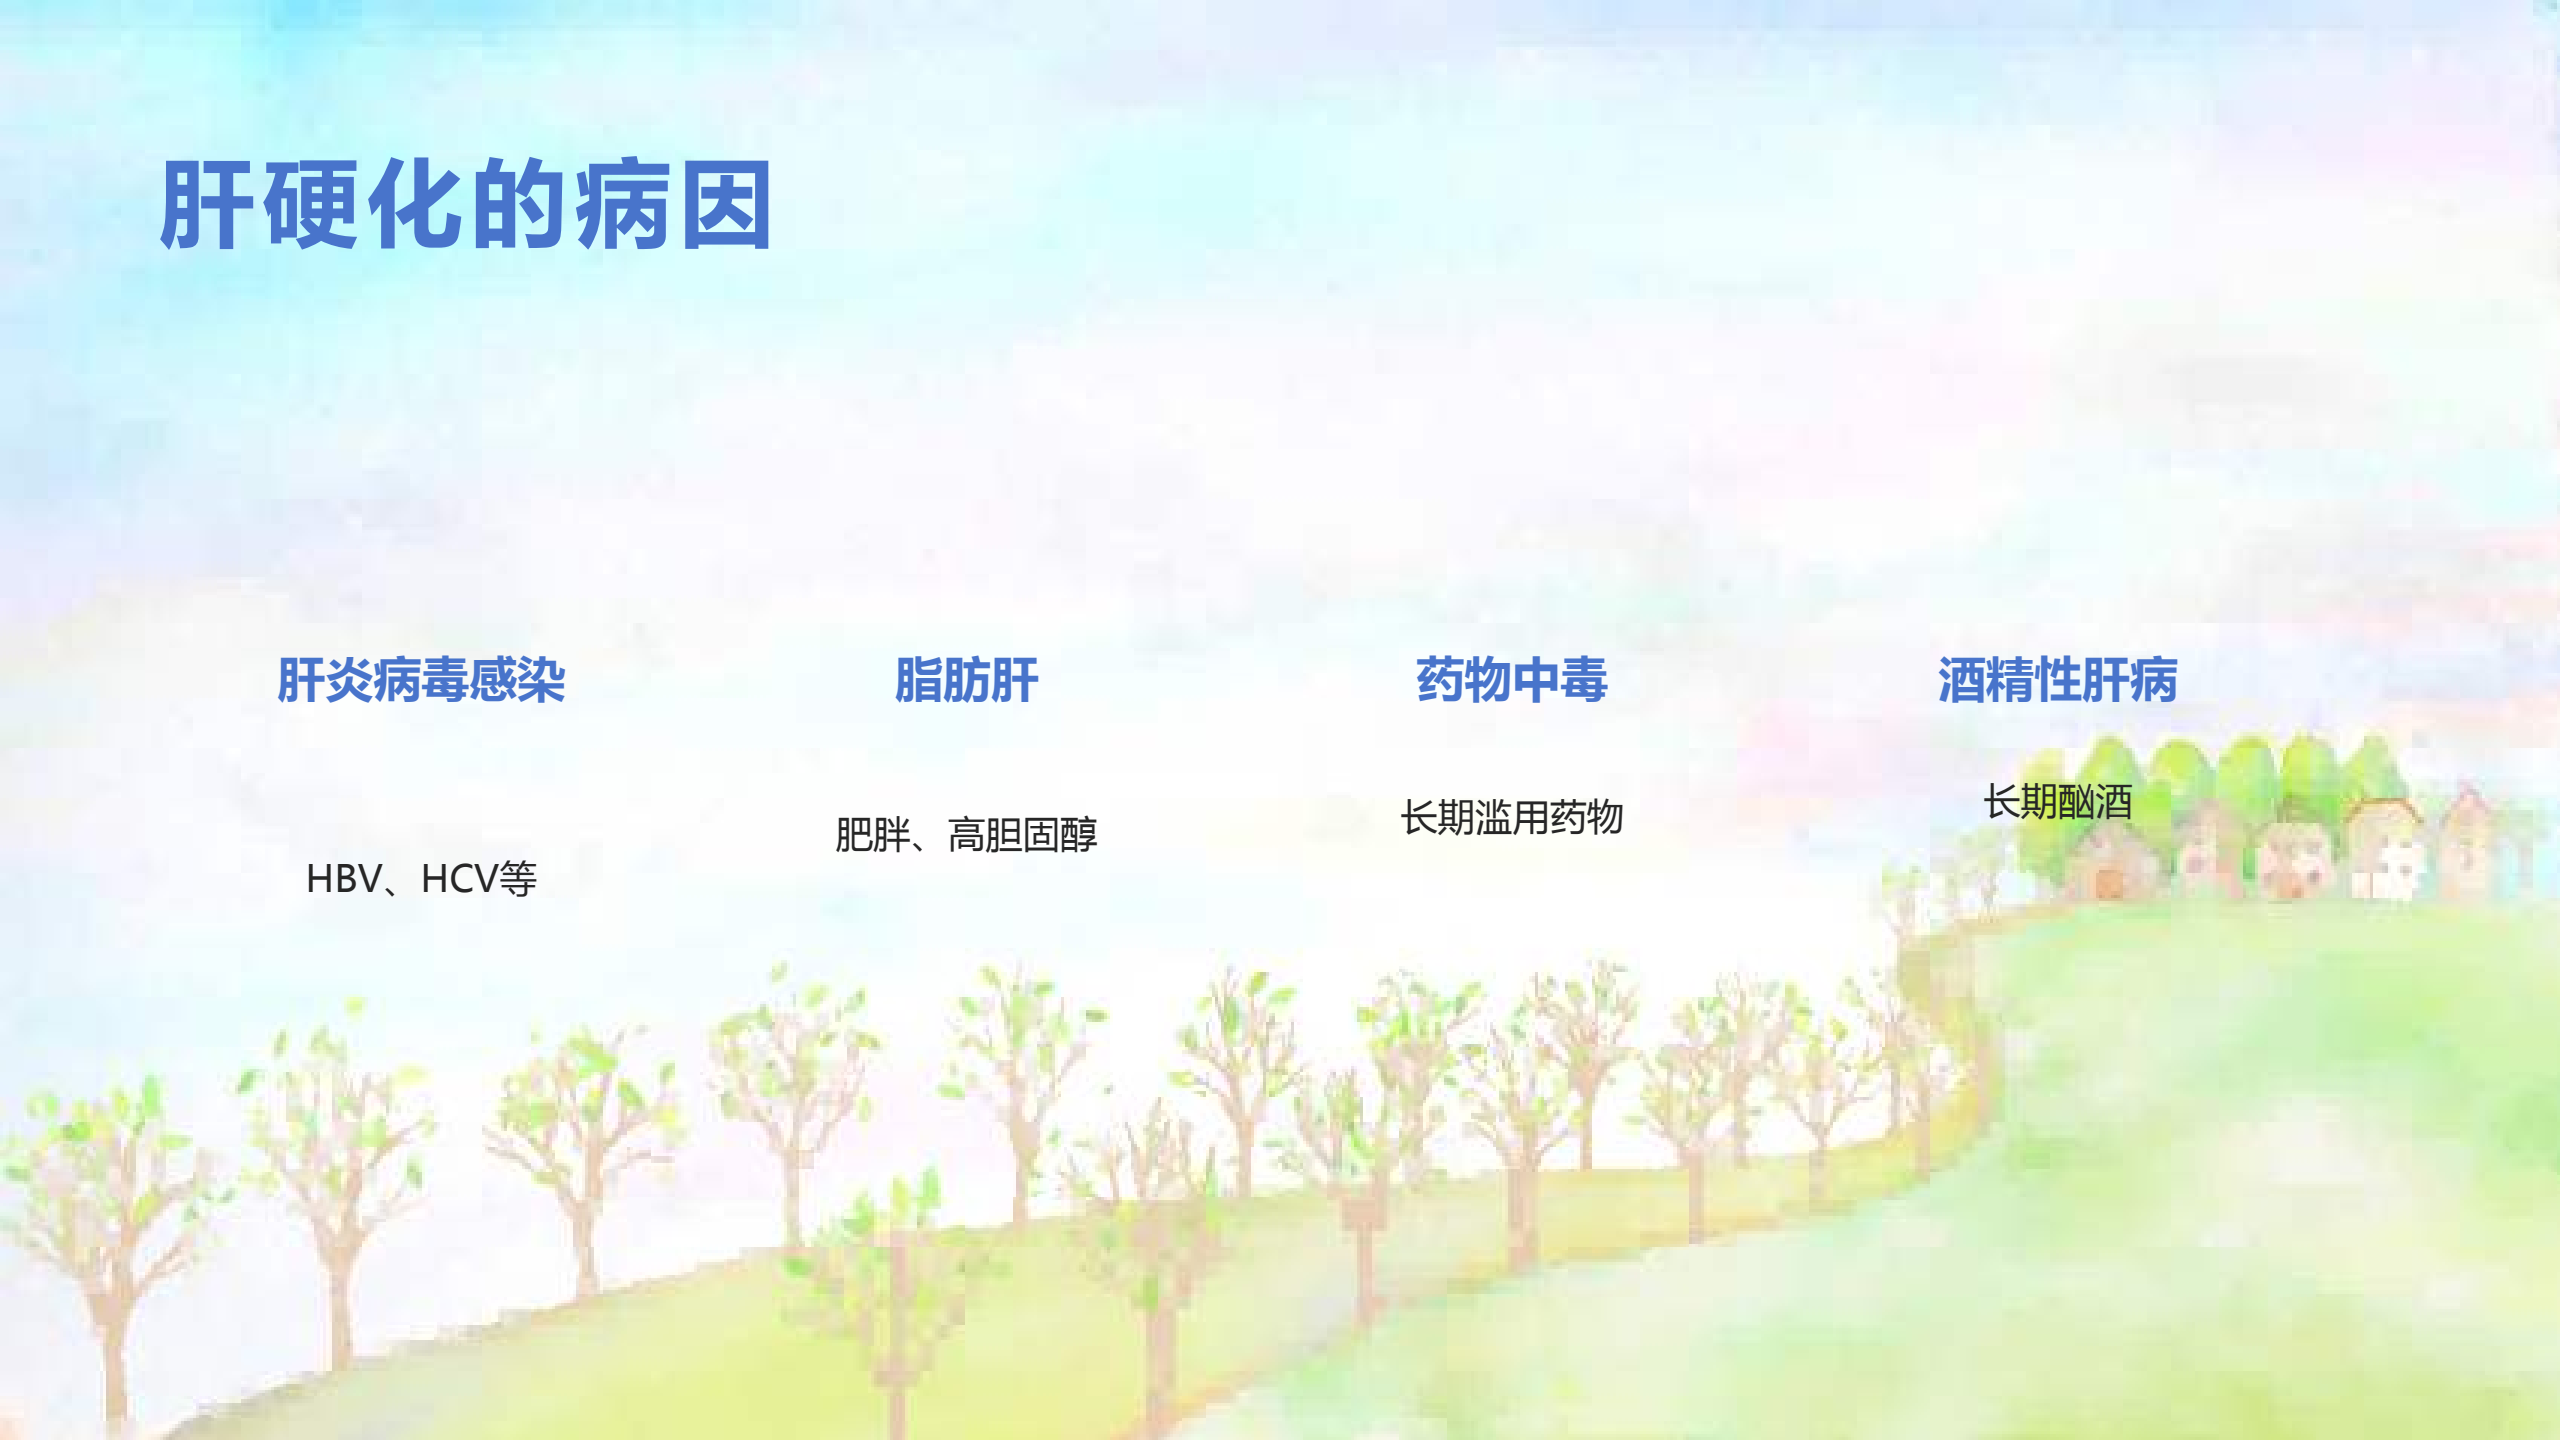 肝硬化的病因
肝炎病毒感染
HBV、HCV等
脂肪肝
肥胖、高胆固醇
药物中毒
长期滥用药物
酒精性肝病
长期酗酒